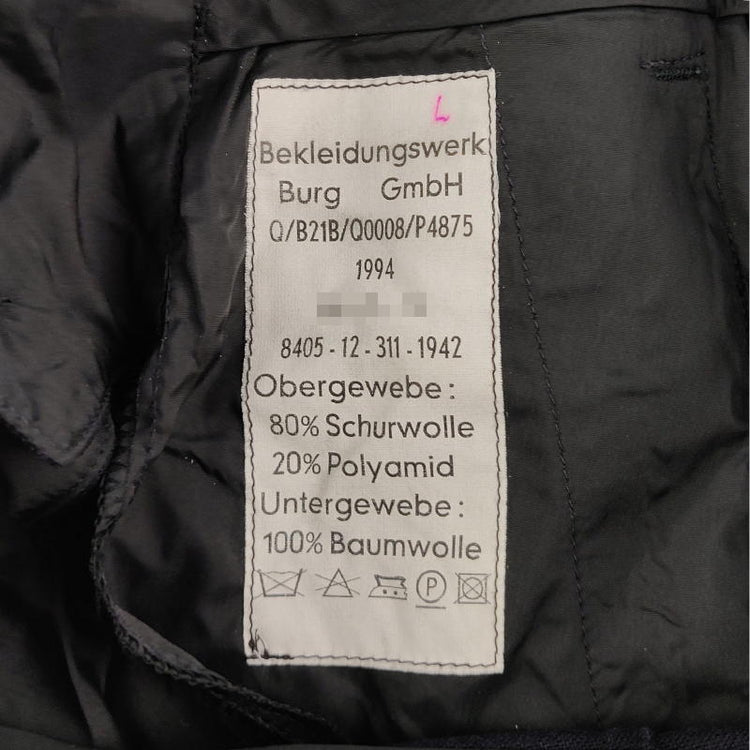 L
Bekleidungswerk
Burg GmbH
Q/B21B/Q0008/P4875
1994
8405-12-311-1942
Obergewebe:
80% Schurwolle
20% Polyamid
Untergewebe:
100% Baumwolle
P